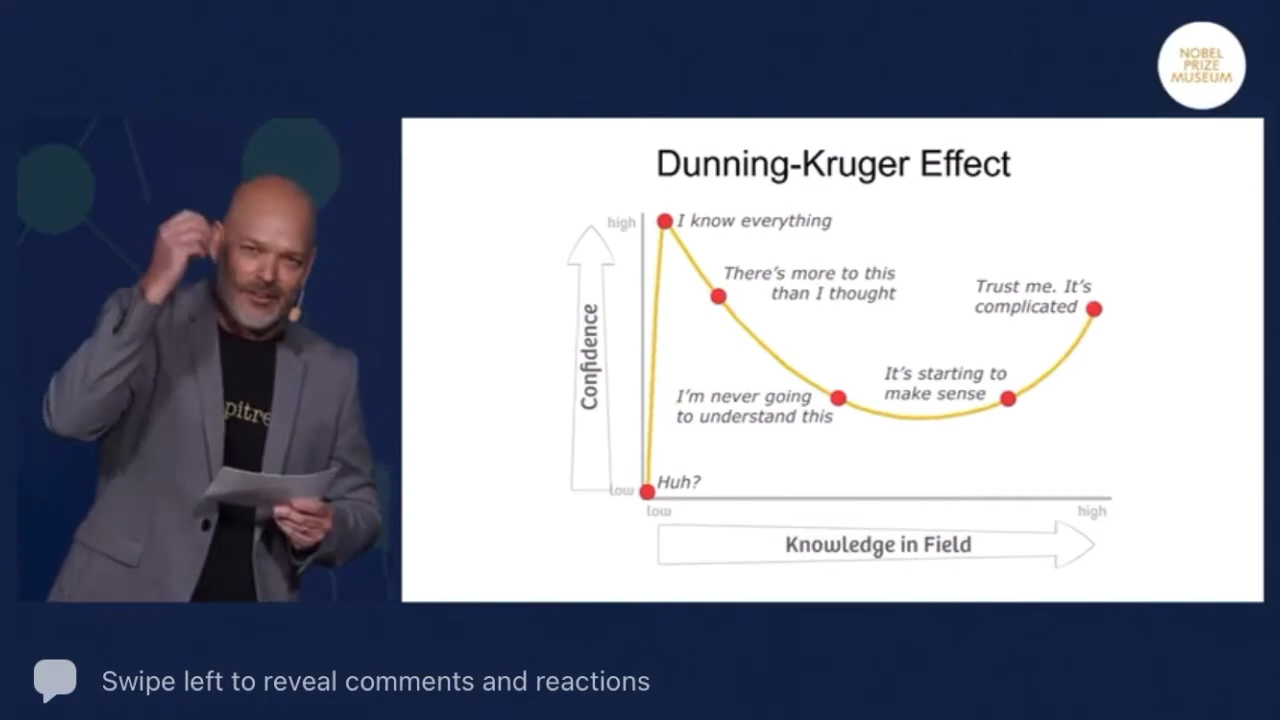 NOBEL
PRIZE
MUSEUM
Dunning-Kruger Effect
high
I know everything
There's more to this
than I thought
Trust me. It's
complicated
Confidence
I'm never going
to understand this
It's starting to
make sense
low
Huh?
low
high
Knowledge in Field
pitre
Swipe left to reveal comments and reactions